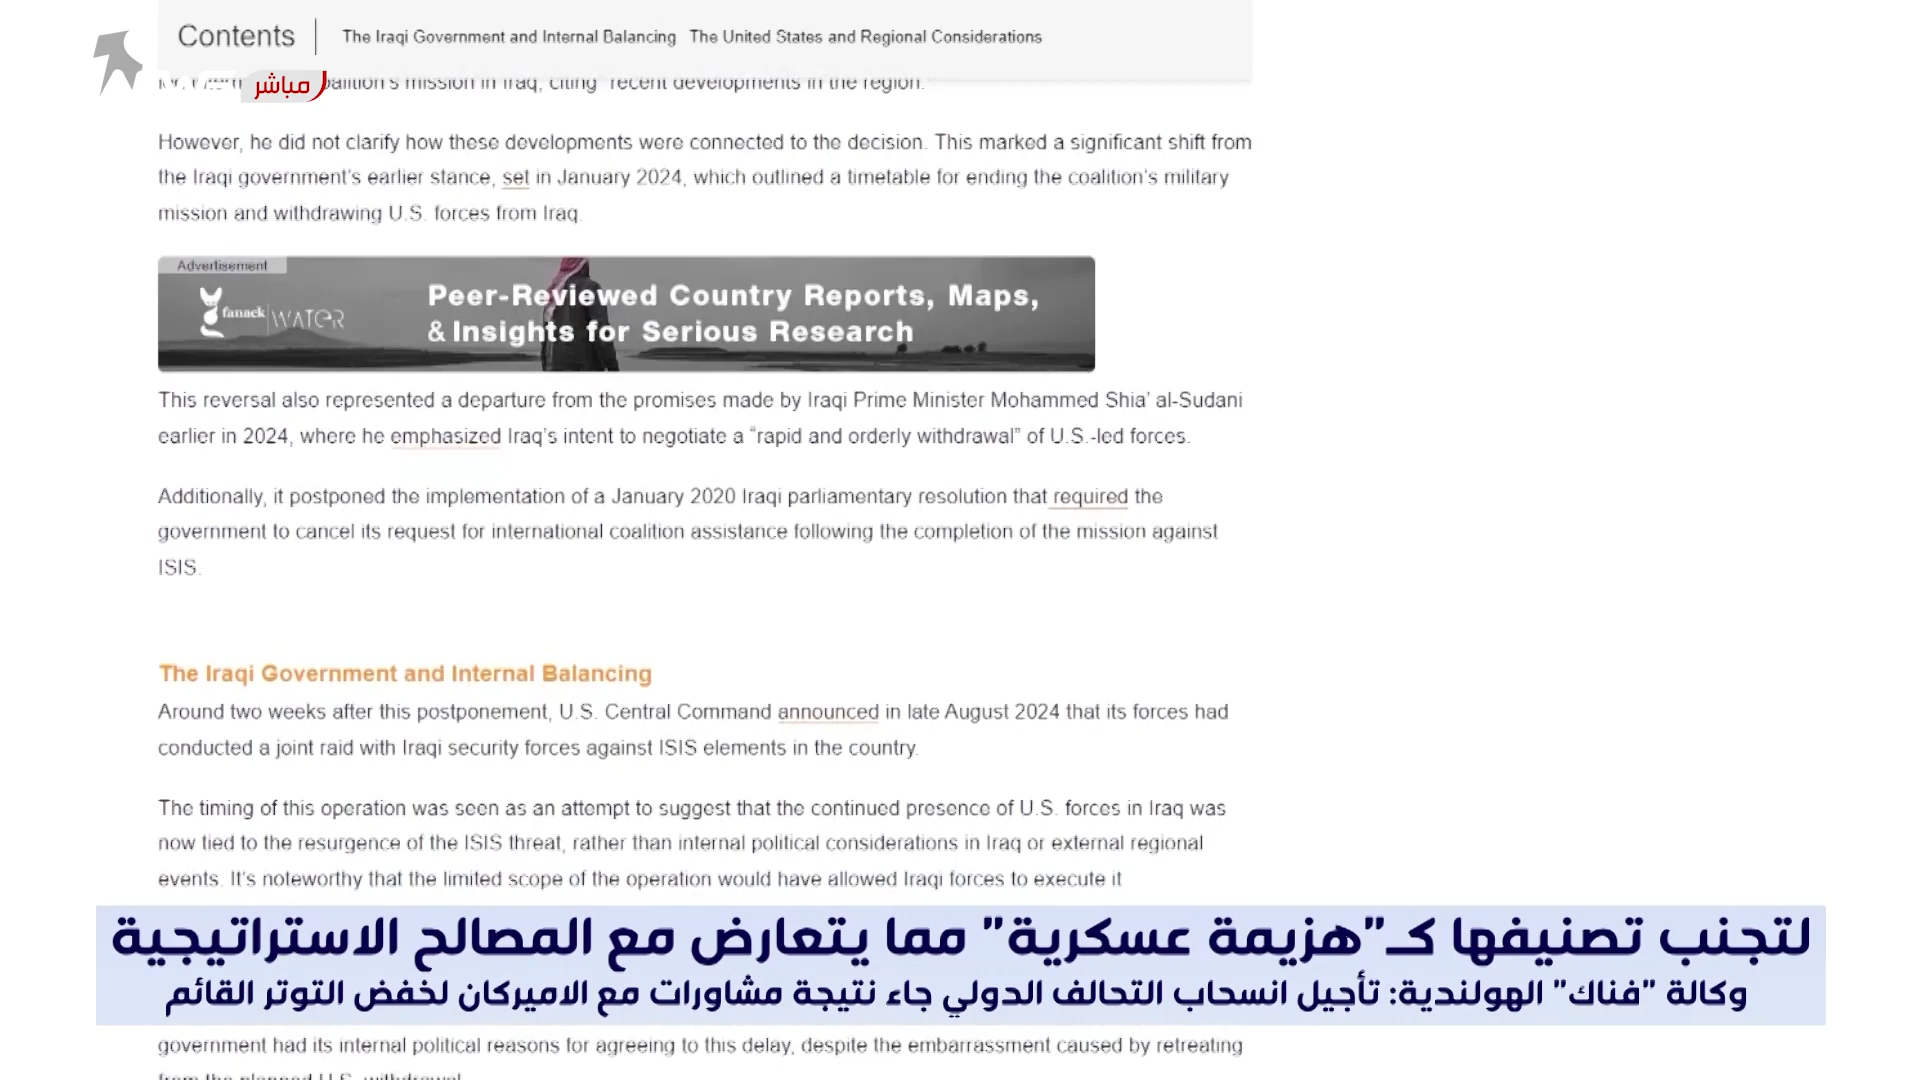 Contents
The Iraqi Government and Internal Balancing
The United States and Regional Considerations
مباشر
coalition's mission in Iraq, citing "recent developments in the region."
However, he did not clarify how these developments were connected to the decision. This marked a significant shift from
the Iraqi government's earlier stance, set in January 2024, which outlined a timetable for ending the coalition's military
mission and withdrawing U.S. forces from Iraq.
Advertisement
fanack WATER
Peer-Reviewed Country Reports, Maps,
& Insights for Serious Research
This reversal also represented a departure from the promises made by Iraqi Prime Minister Mohammed Shia' al-Sudani
earlier in 2024, where he emphasized Iraq's intent to negotiate a "rapid and orderly withdrawal" of U.S.-led forces.
Additionally, it postponed the implementation of a January 2020 Iraqi parliamentary resolution that required the
government to cancel its request for international coalition assistance following the completion of the mission against
ISIS.
The Iraqi Government and Internal Balancing
Around two weeks after this postponement, U.S. Central Command announced in late August 2024 that its forces had
conducted a joint raid with Iraqi security forces against ISIS elements in the country.
The timing of this operation was seen as an attempt to suggest that the continued presence of U.S. forces in Iraq was
now tied to the resurgence of the ISIS threat, rather than internal political considerations in Iraq or external regional
events. It's noteworthy that the limited scope of the operation would have allowed Iraqi forces to execute it
لتجنب تصنيفها كـ"هزيمة عسكرية" مما يتعارض مع المصالح الاستراتيجية
وكالة "فناك" الهولندية: تأجيل انسحاب التحالف الدولي جاء نتيجة مشاورات مع الاميركان لخفض التوتر القائم
government had its internal political reasons for agreeing to this delay, despite the embarrassment caused by retreating
from the planned U.S. withdrawal